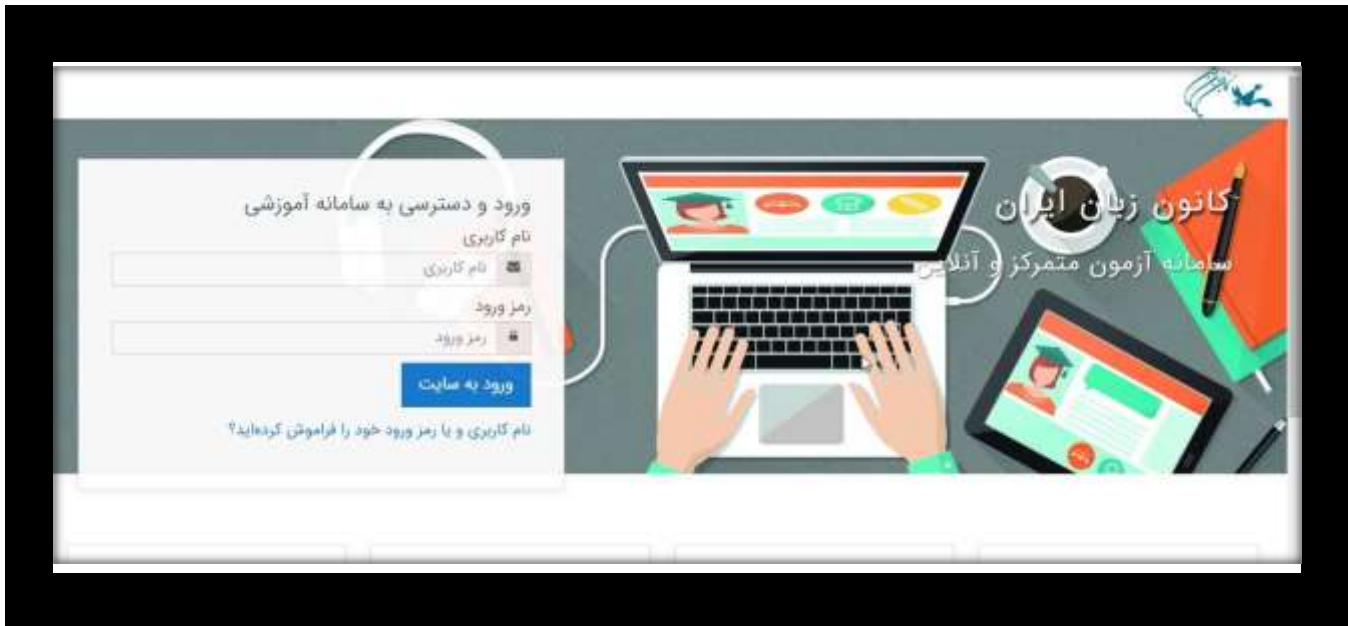 کانون زبان ایران
سامانه آزمون متمرکز و آنلاین
ورود و دسترسی به سامانه آموزشی
نام کاربری
نام کاربری
رمز ورود
رمز ورود
ورود به سایت
نام کاربری و یا رمز ورود خود را فراموش کرده‌اید؟